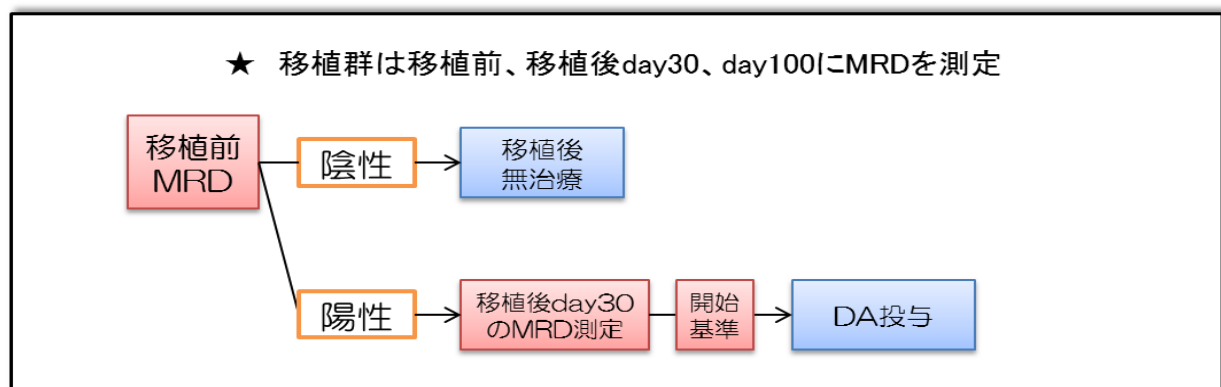 ★ 移植群は移植前、移植後day30、day100にMRDを測定
移植前
MRD
陰性
移植後
無治療
陽性
移植後day30
のMRD測定
開始
基準
DA投与